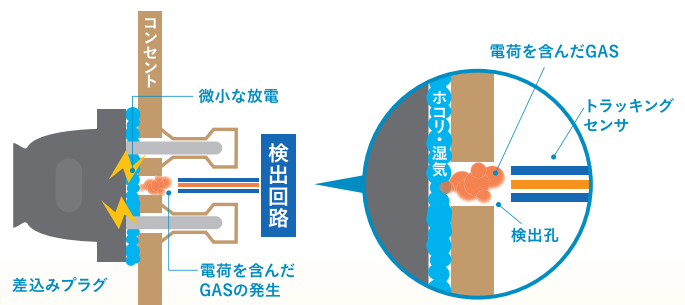 コンセント
微小な放電
検出回路
電荷を含んだ
GASの発生
差込みプラグ
電荷を含んだGAS
ホコリ・湿気
トラッキング
センサ
検出孔